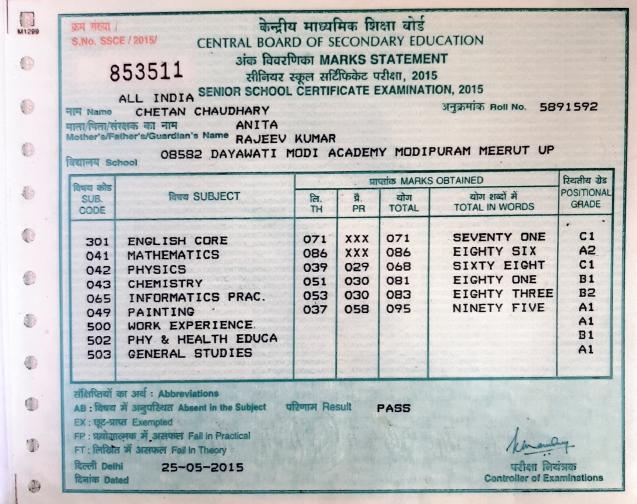 M1299
क्रम संख्या /
S.No. SSCE / 2015/
853511
केन्द्रीय माध्यमिक शिक्षा बोर्ड
CENTRAL BOARD OF SECONDARY EDUCATION
अंक विवरणिका MARKS STATEMENT
सीनियर स्कूल सर्टिफिकेट परीक्षा, 2015
ALL INDIA SENIOR SCHOOL CERTIFICATE EXAMINATION, 2015
नाम Name CHETAN CHAUDHARY अनुक्रमांक Roll No. 5891592
माता/पिता/संरक्षक का नाम ANITA
Mother's/Father's/Guardian's Name RAJEEV KUMAR
विद्यालय School 08582 DAYAWATI MODI ACADEMY MODIPURAM MEERUT UP
विषय कोड SUB. CODE विषय SUBJECT प्राप्तांक MARKS OBTAINED स्थितीय ग्रेड POSITIONAL GRADE
लि. TH प्रै. PR योग TOTAL योग शब्दों में TOTAL IN WORDS
301 ENGLISH CORE 071 XXX 071 SEVENTY ONE C1
041 MATHEMATICS 086 XXX 086 EIGHTY SIX A2
042 PHYSICS 039 029 068 SIXTY EIGHT C1
043 CHEMISTRY 051 030 081 EIGHTY ONE B1
065 INFORMATICS PRAC. 053 030 083 EIGHTY THREE B2
049 PAINTING 037 058 095 NINETY FIVE A1
500 WORK EXPERIENCE A1
502 PHY & HEALTH EDUCA B1
503 GENERAL STUDIES A1
संक्षिप्तियों का अर्थ : Abbreviations
AB : विषय में अनुपस्थित Absent in the Subject परिणाम Result PASS
EX : छूट-प्राप्त Exempted
FP : प्रयोगात्मक में असफल Fail in Practical
FT : लिखित में असफल Fail in Theory
दिल्ली Delhi 25-05-2015
दिनांक Dated
परीक्षा नियंत्रक
Controller of Examinations